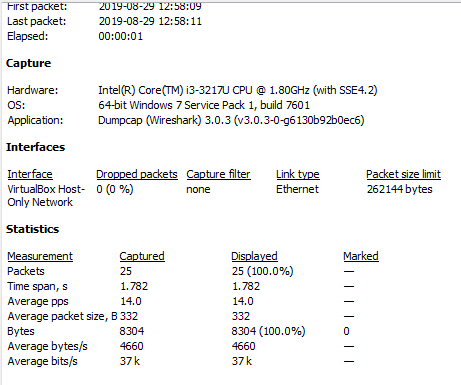 First packet: 2019-08-29 12:58:09
Last packet: 2019-08-29 12:58:11
Elapsed: 00:00:01
Capture
Hardware: Intel(R) Core(TM) i3-3217U CPU @ 1.80GHz (with SSE4.2)
OS: 64-bit Windows 7 Service Pack 1, build 7601
Application: Dumpcap (Wireshark) 3.0.3 (v3.0.3-0-g6130b92b0ec6)
Interfaces
Interface Dropped packets Capture filter Link type Packet size limit
VirtualBox Host- 0 (0 %) none Ethernet 262144 bytes
Only Network
Statistics
Measurement Captured Displayed Marked
Packets 25 25 (100.0%) —
Time span, s 1.782 1.782 —
Average pps 14.0 14.0 —
Average packet size, B 332 332 —
Bytes 8304 8304 (100.0%) 0
Average bytes/s 4660 4660 —
Average bits/s 37 k 37 k —